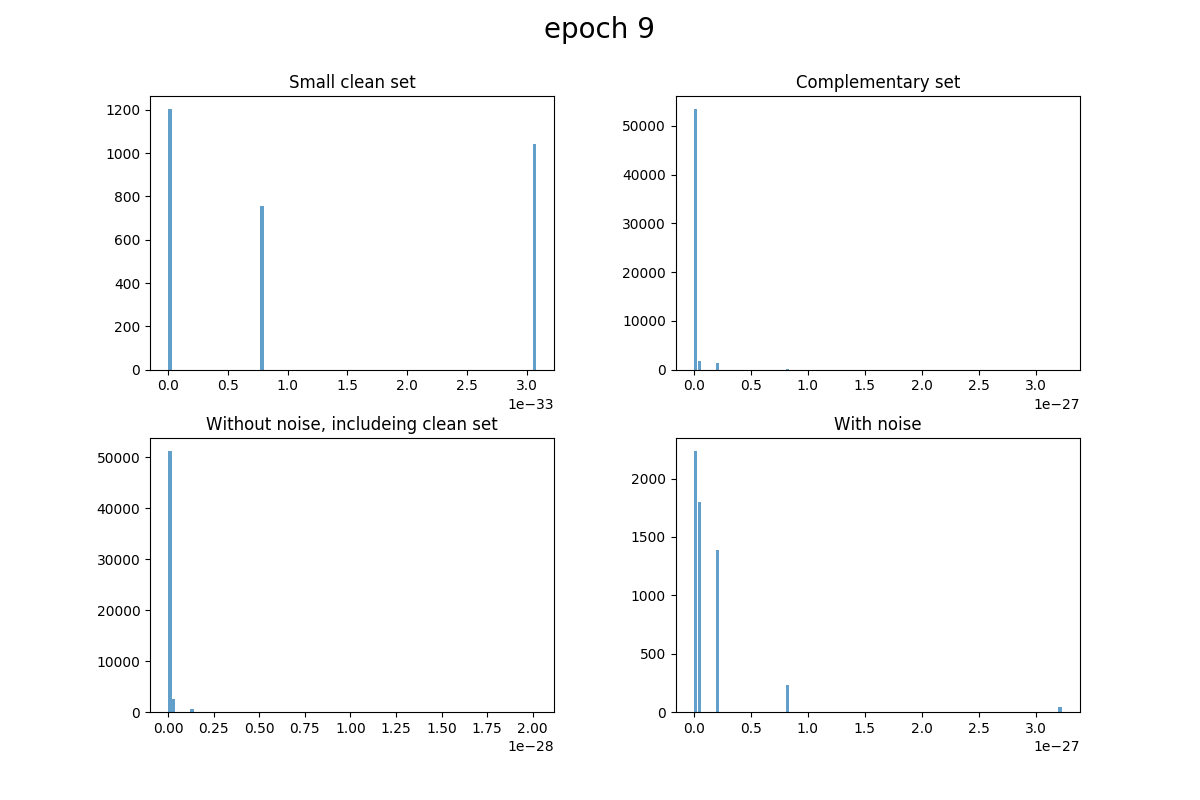 epoch 9
Small clean set
1200
1000
800
600
400
200
0
0.0 0.5 1.0 1.5 2.0 2.5 3.0
1e−33
Complementary set
50000
40000
30000
20000
10000
0
0.0 0.5 1.0 1.5 2.0 2.5 3.0
1e−27
Without noise, includeing clean set
50000
40000
30000
20000
10000
0
0.00 0.25 0.50 0.75 1.00 1.25 1.50 1.75 2.00
1e−28
With noise
2000
1500
1000
500
0
0.0 0.5 1.0 1.5 2.0 2.5 3.0
1e−27